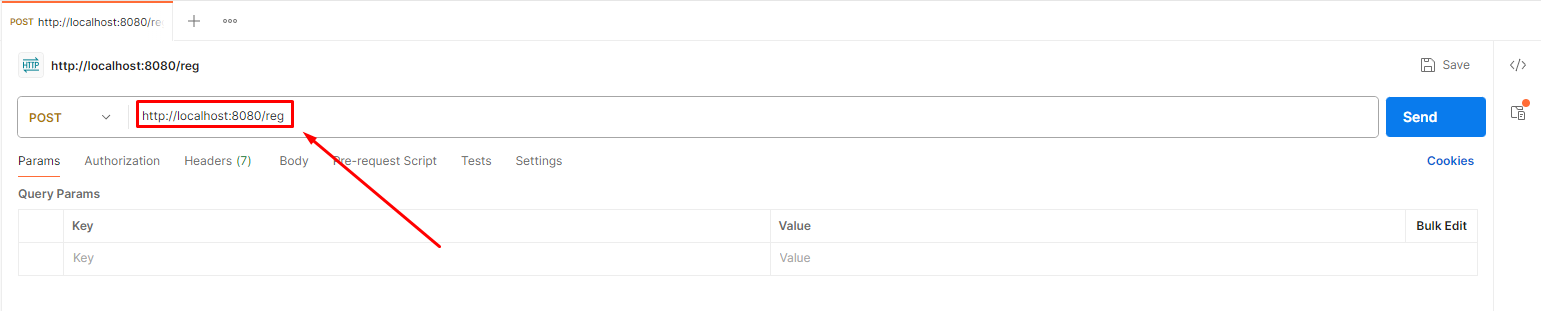 POST http://localhost:8080/re
HTTP http://localhost:8080/reg
Save
POST http://localhost:8080/reg
Send
Params Authorization Headers (7) Body Pre-request Script Tests Settings Cookies
Query Params
Key Value Bulk Edit
Key Value